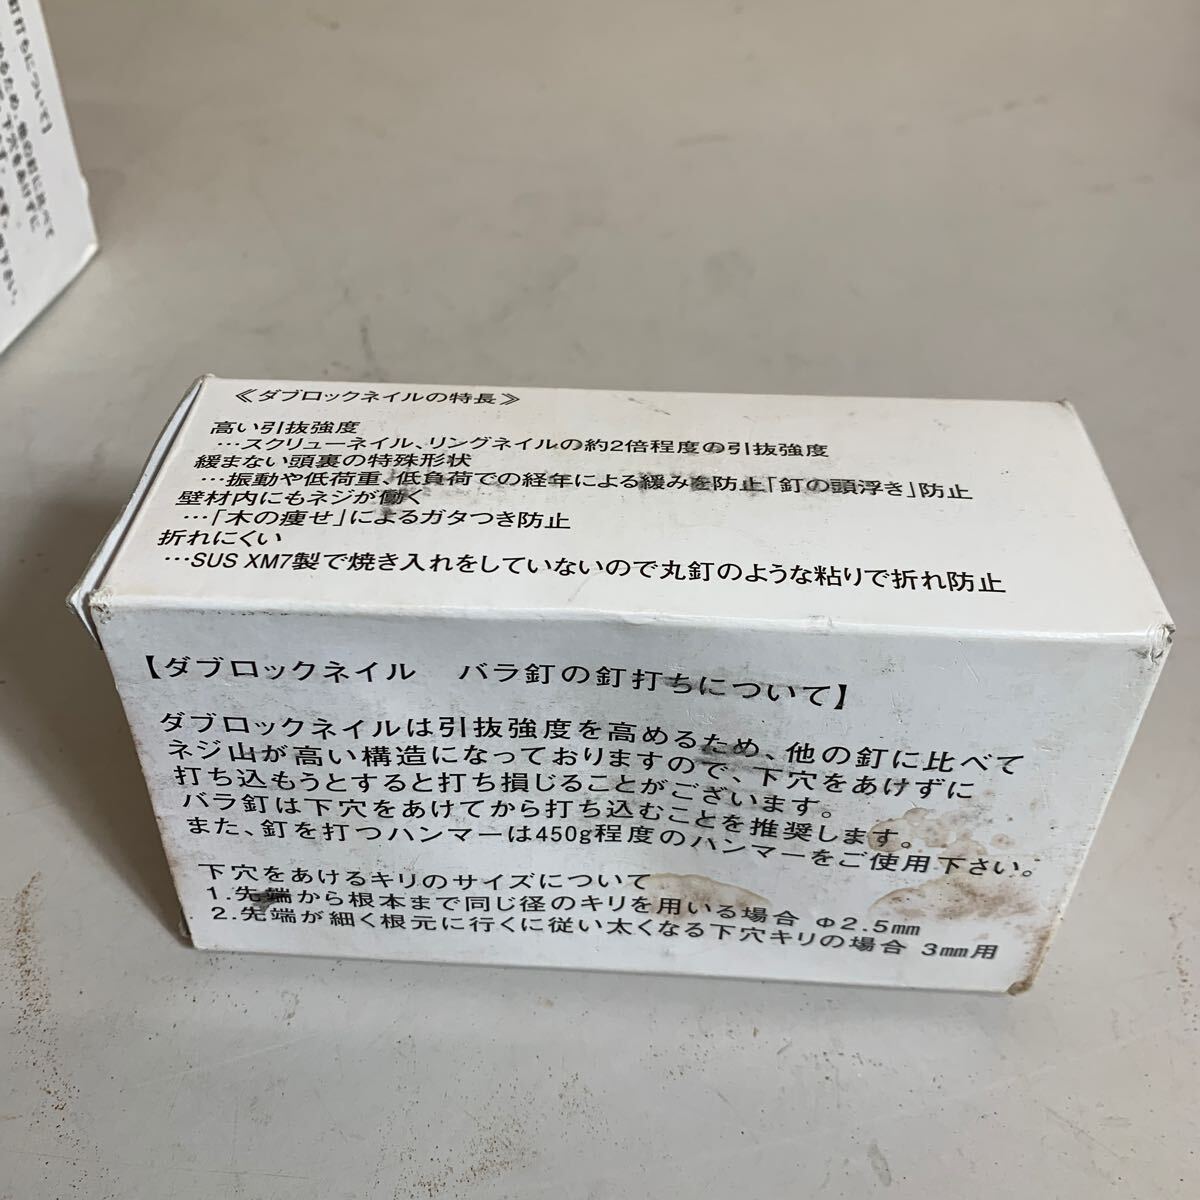 釘打ちについて】
《ダブロックネイルの特長》
高い引抜強度
…スクリューネイル、リングネイルの約2倍程度の引抜強度
緩まない頭裏の特殊形状
…振動や低荷重、低負荷での経年による緩みを防止「釘の頭浮き」防止
壁材内にもネジが働く
…「木の痩せ」によるガタつき防止
折れにくい
…SUS XM7製で焼き入れをしていないので丸釘のような粘りで折れ防止
【ダブロックネイル　バラ釘の釘打ちについて】
ダブロックネイルは引抜強度を高めるため、他の釘に比べて
ネジ山が高い構造になっておりますので、下穴をあけずに
打ち込もうとすると打ち損じることがございます。
バラ釘は下穴をあけてから打ち込むことを推奨します。
また、釘を打つハンマーは450g程度のハンマーをご使用下さい。
下穴をあけるキリのサイズについて
1.先端から根本まで同じ径のキリを用いる場合 Φ2.5mm
2.先端が細く根元に行くに従い太くなる下穴キリの場合 3mm用